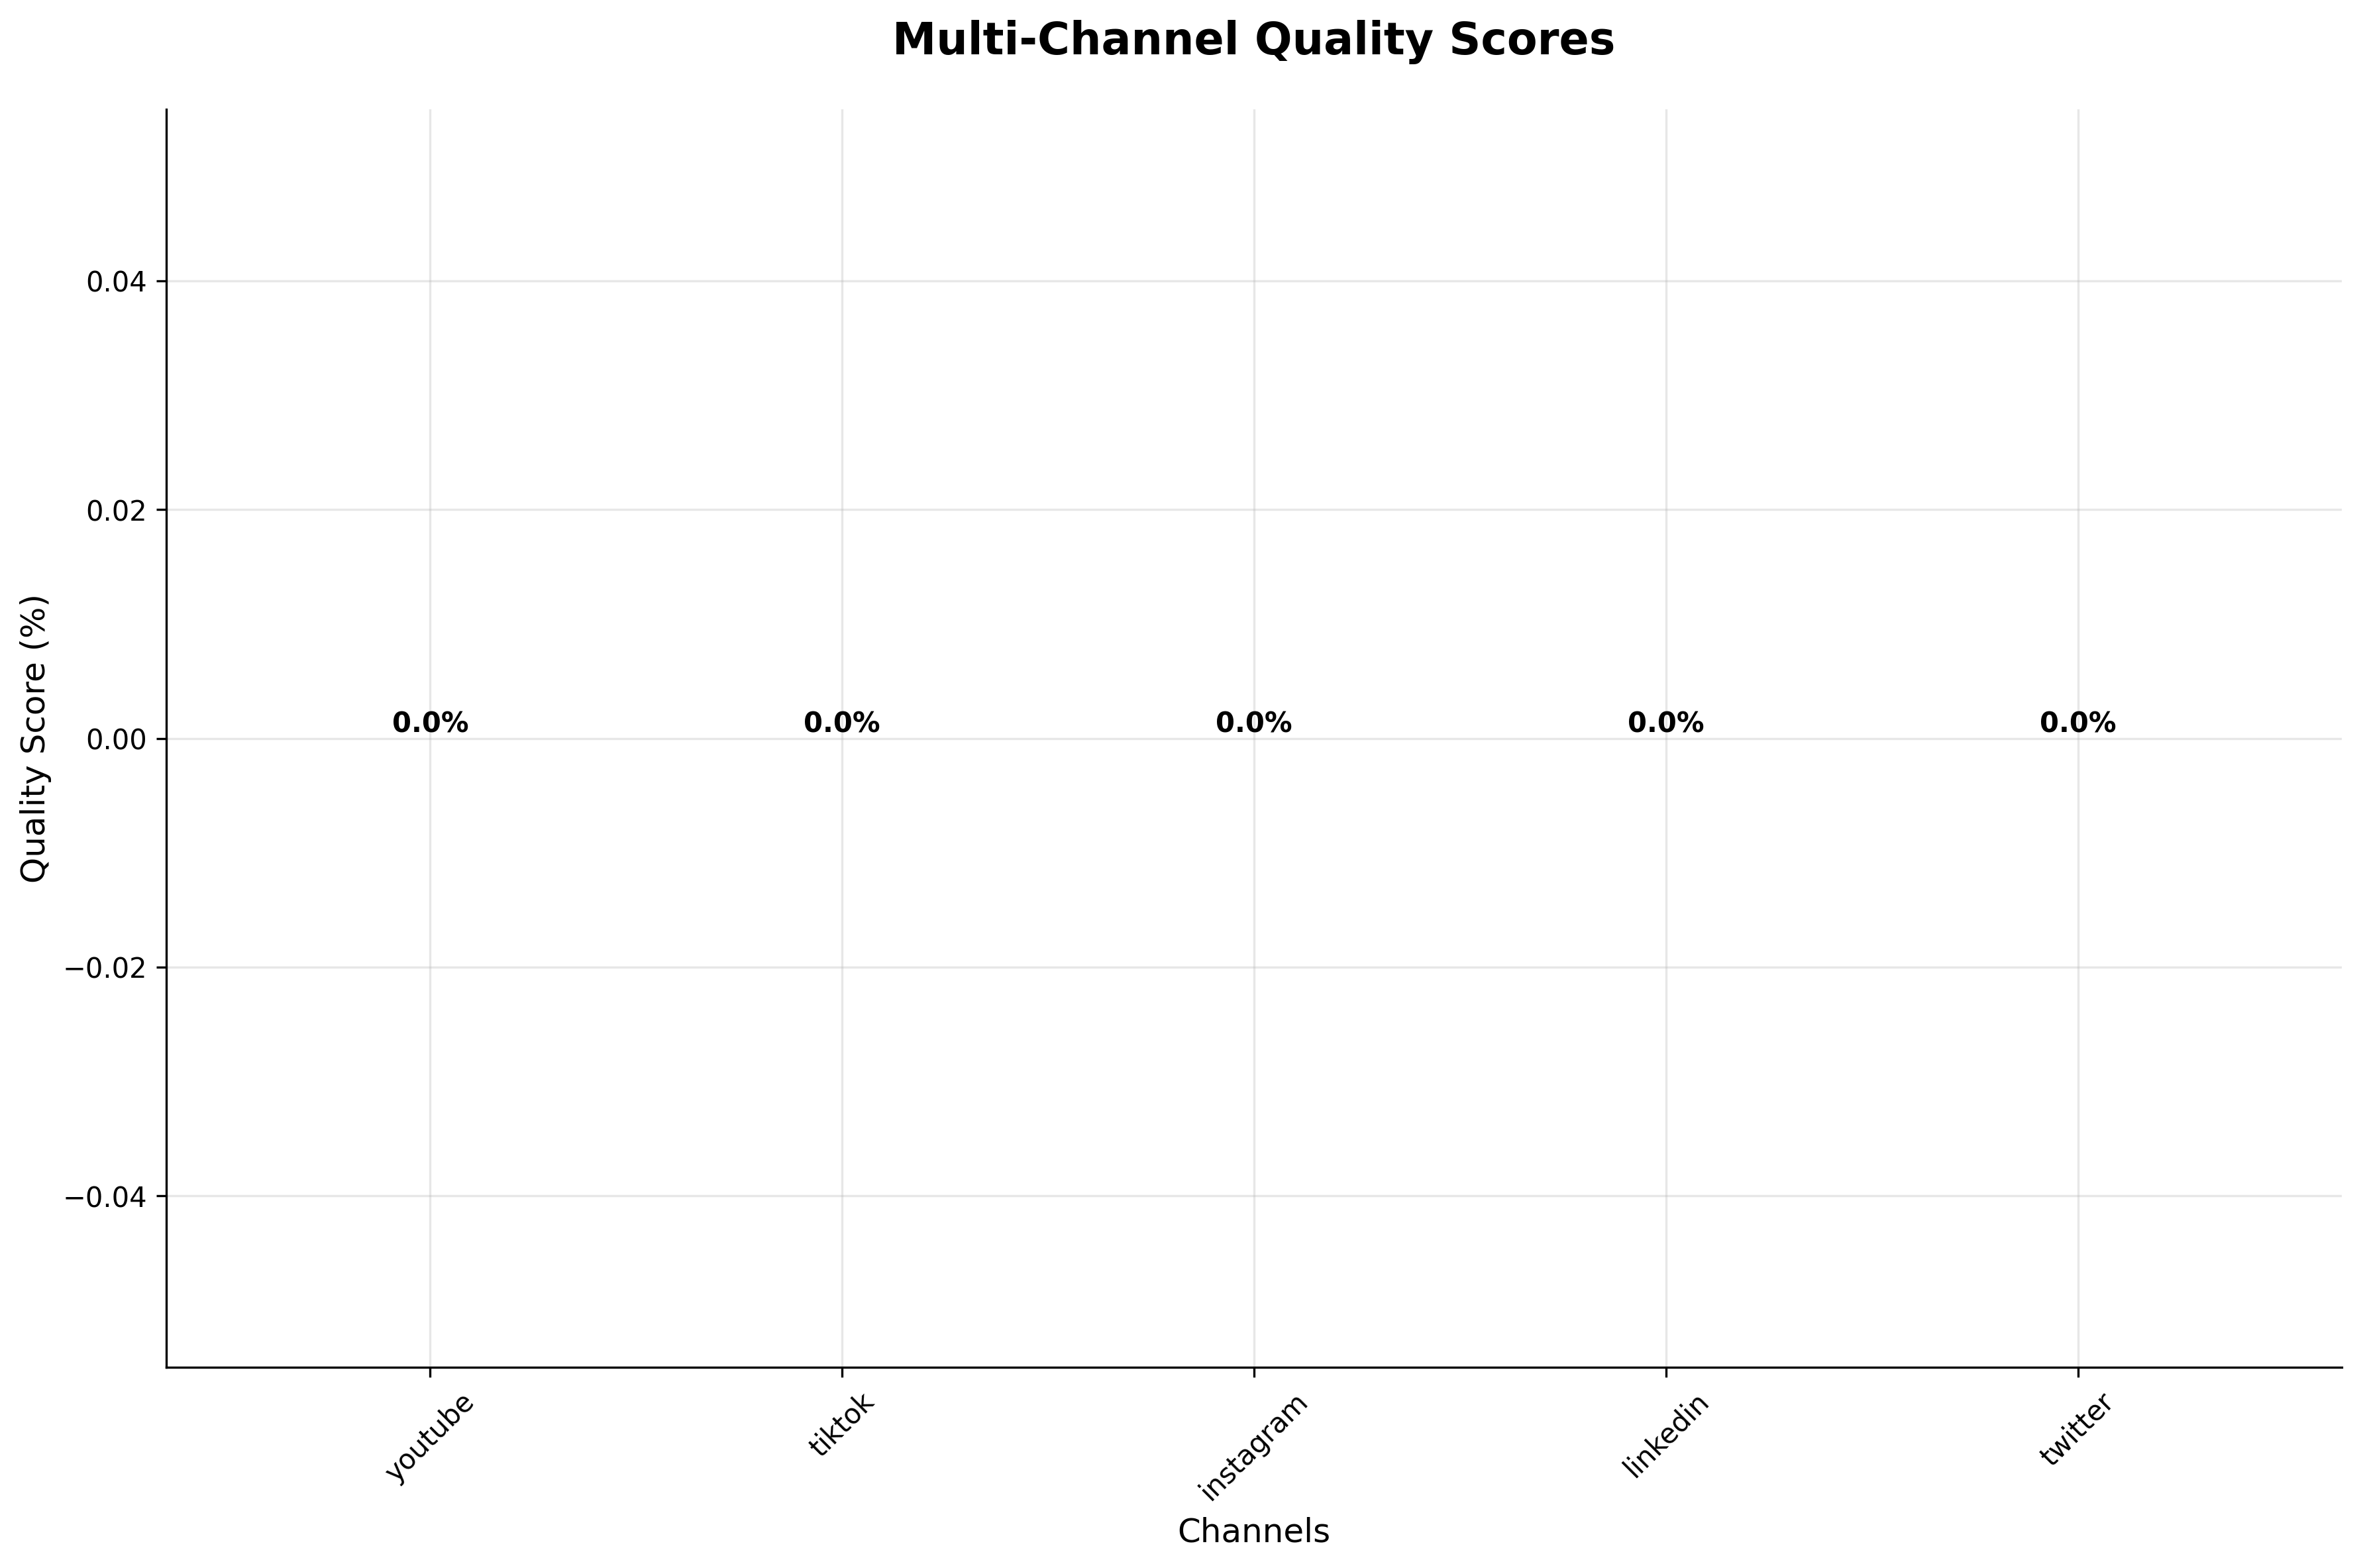 Multi-Channel Quality Scores
Quality Score (%)
0.04
0.02
0.00
−0.02
−0.04
0.0% 0.0% 0.0% 0.0% 0.0%
youtube tiktok instagram linkedin twitter
Channels